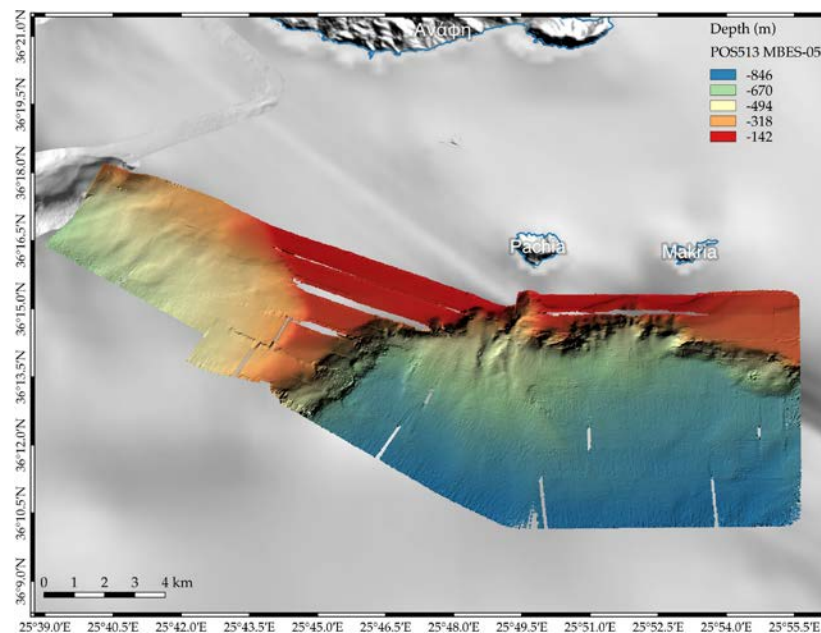 Ανάφη
Depth (m)
POS513 MBES-05
-846
-670
-494
-318
-142
Pachia
Makria
36°21.0'N
36°19.5'N
36°18.0'N
36°16.5'N
36°15.0'N
36°13.5'N
36°12.0'N
36°10.5'N
36°9.0'N
0 1 2 3 4 km
25°39.0'E 25°40.5'E 25°42.0'E 25°43.5'E 25°45.0'E 25°46.5'E 25°48.0'E 25°49.5'E 25°51.0'E 25°52.5'E 25°54.0'E 25°55.5'E